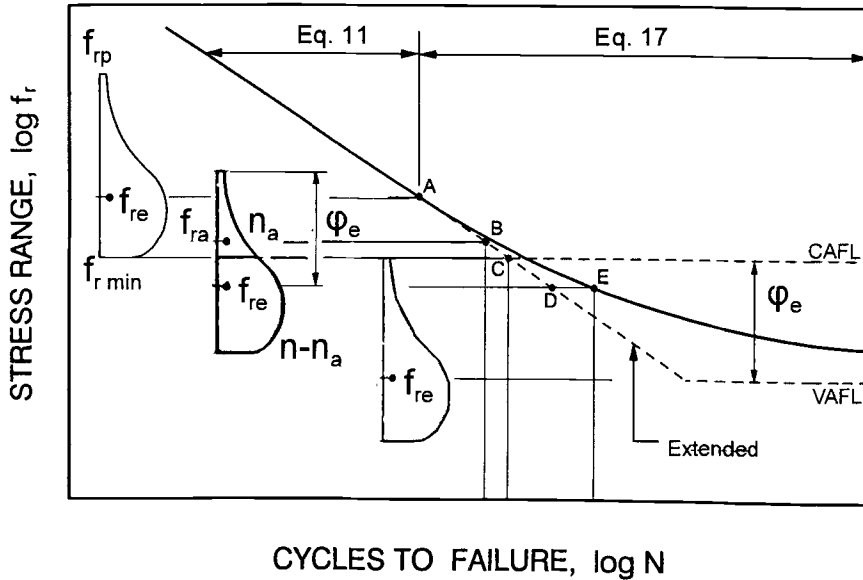 Eq. 11
Eq. 17
f_rp
A
f_re
f_ra
n_a
φ_e
B
C
CAFL
f_r min
f_re
D
E
φ_e
n-n_a
f_re
VAFL
Extended
STRESS RANGE, log f_r
CYCLES TO FAILURE, log N